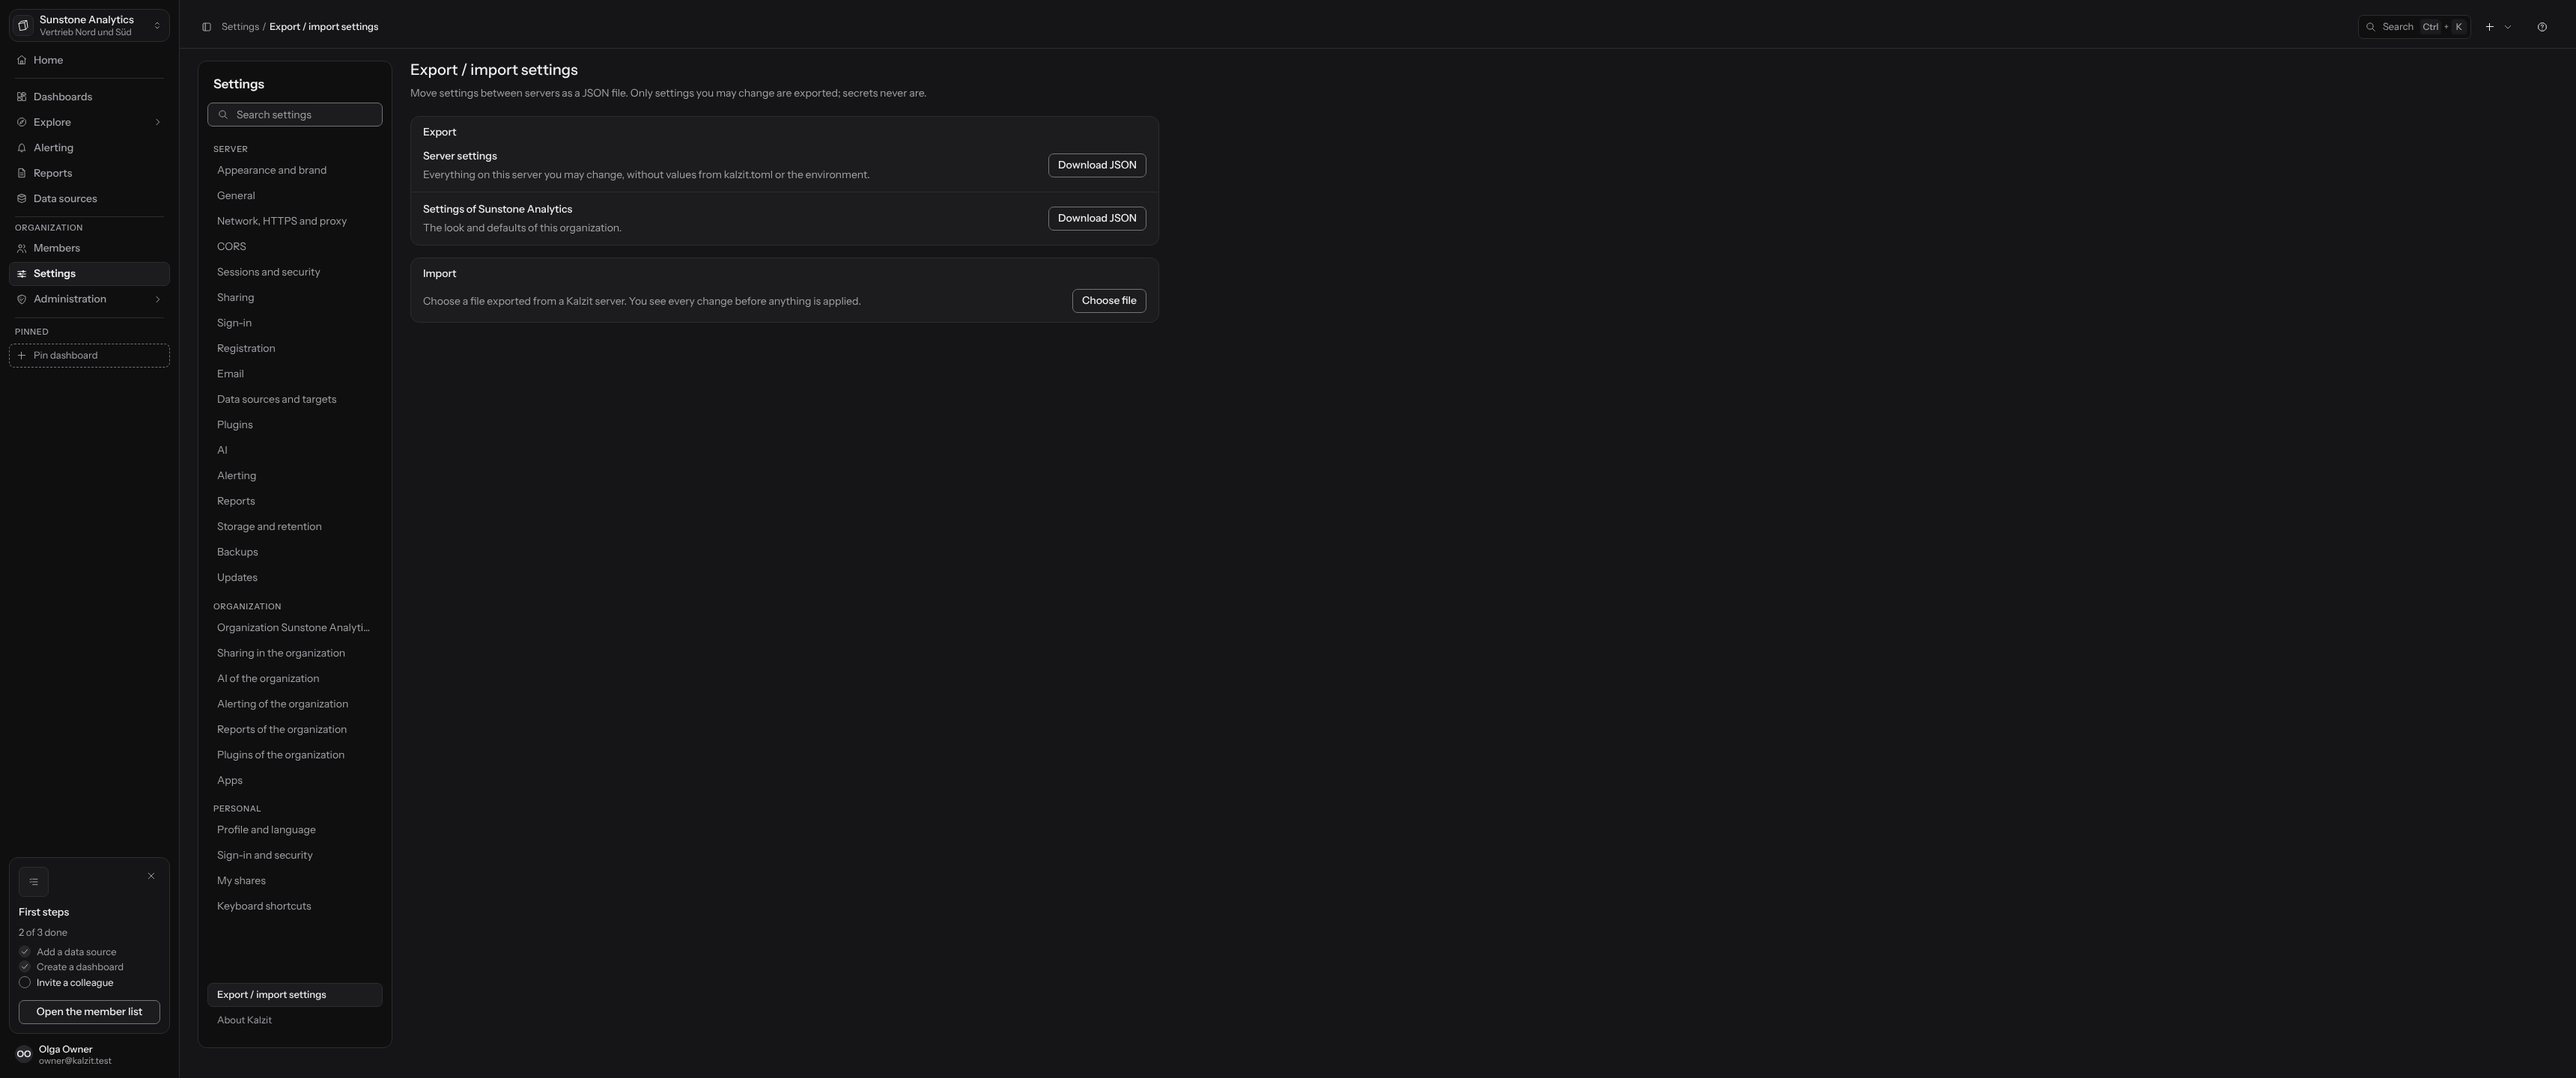 Sunstone Analytics
Vertrieb Nord und Süd
Home
Dashboards
Explore
Alerting
Reports
Data sources
ORGANIZATION
Members
Settings
Administration
PINNED
Pin dashboard
First steps
2 of 3 done
Add a data source
Create a dashboard
Invite a colleague
Open the member list
OO
Olga Owner
owner@kalzit.test
Settings / Export / import settings
Search Ctrl + K
Settings
Search settings
SERVER
Appearance and brand
General
Network, HTTPS and proxy
CORS
Sessions and security
Sharing
Sign-in
Registration
Email
Data sources and targets
Plugins
AI
Alerting
Reports
Storage and retention
Backups
Updates
ORGANIZATION
Organization Sunstone Analyti...
Sharing in the organization
AI of the organization
Alerting of the organization
Reports of the organization
Plugins of the organization
Apps
PERSONAL
Profile and language
Sign-in and security
My shares
Keyboard shortcuts
Export / import settings
About Kalzit
Export / import settings
Move settings between servers as a JSON file. Only settings you may change are exported; secrets never are.
Export
Server settings
Everything on this server you may change, without values from kalzit.toml or the environment.
Download JSON
Settings of Sunstone Analytics
The look and defaults of this organization.
Download JSON
Import
Choose a file exported from a Kalzit server. You see every change before anything is applied.
Choose file